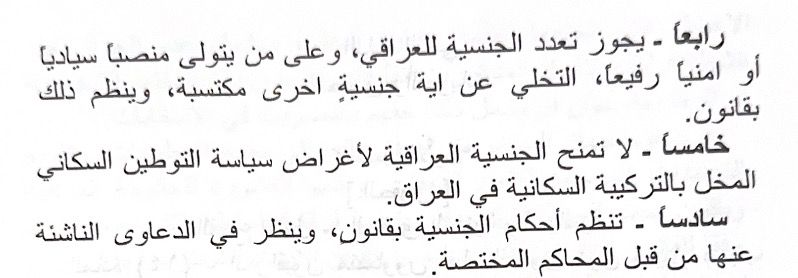 رابعاً ـ يجوز تعدد الجنسية للعراقي، وعلى من يتولى منصباً سيادياً
أو امنياً رفيعاً، التخلي عن اية جنسيةٍ اخرى مكتسبة، وينظم ذلك
بقانون.
خامساً ـ لا تمنح الجنسية العراقية لأغراض سياسة التوطين السكاني
المخل بالتركيبة السكانية في العراق.
سادساً ـ تنظم أحكام الجنسية بقانونٍ، وينظر في الدعاوى الناشئة
عنها من قبل المحاكم المختصة.